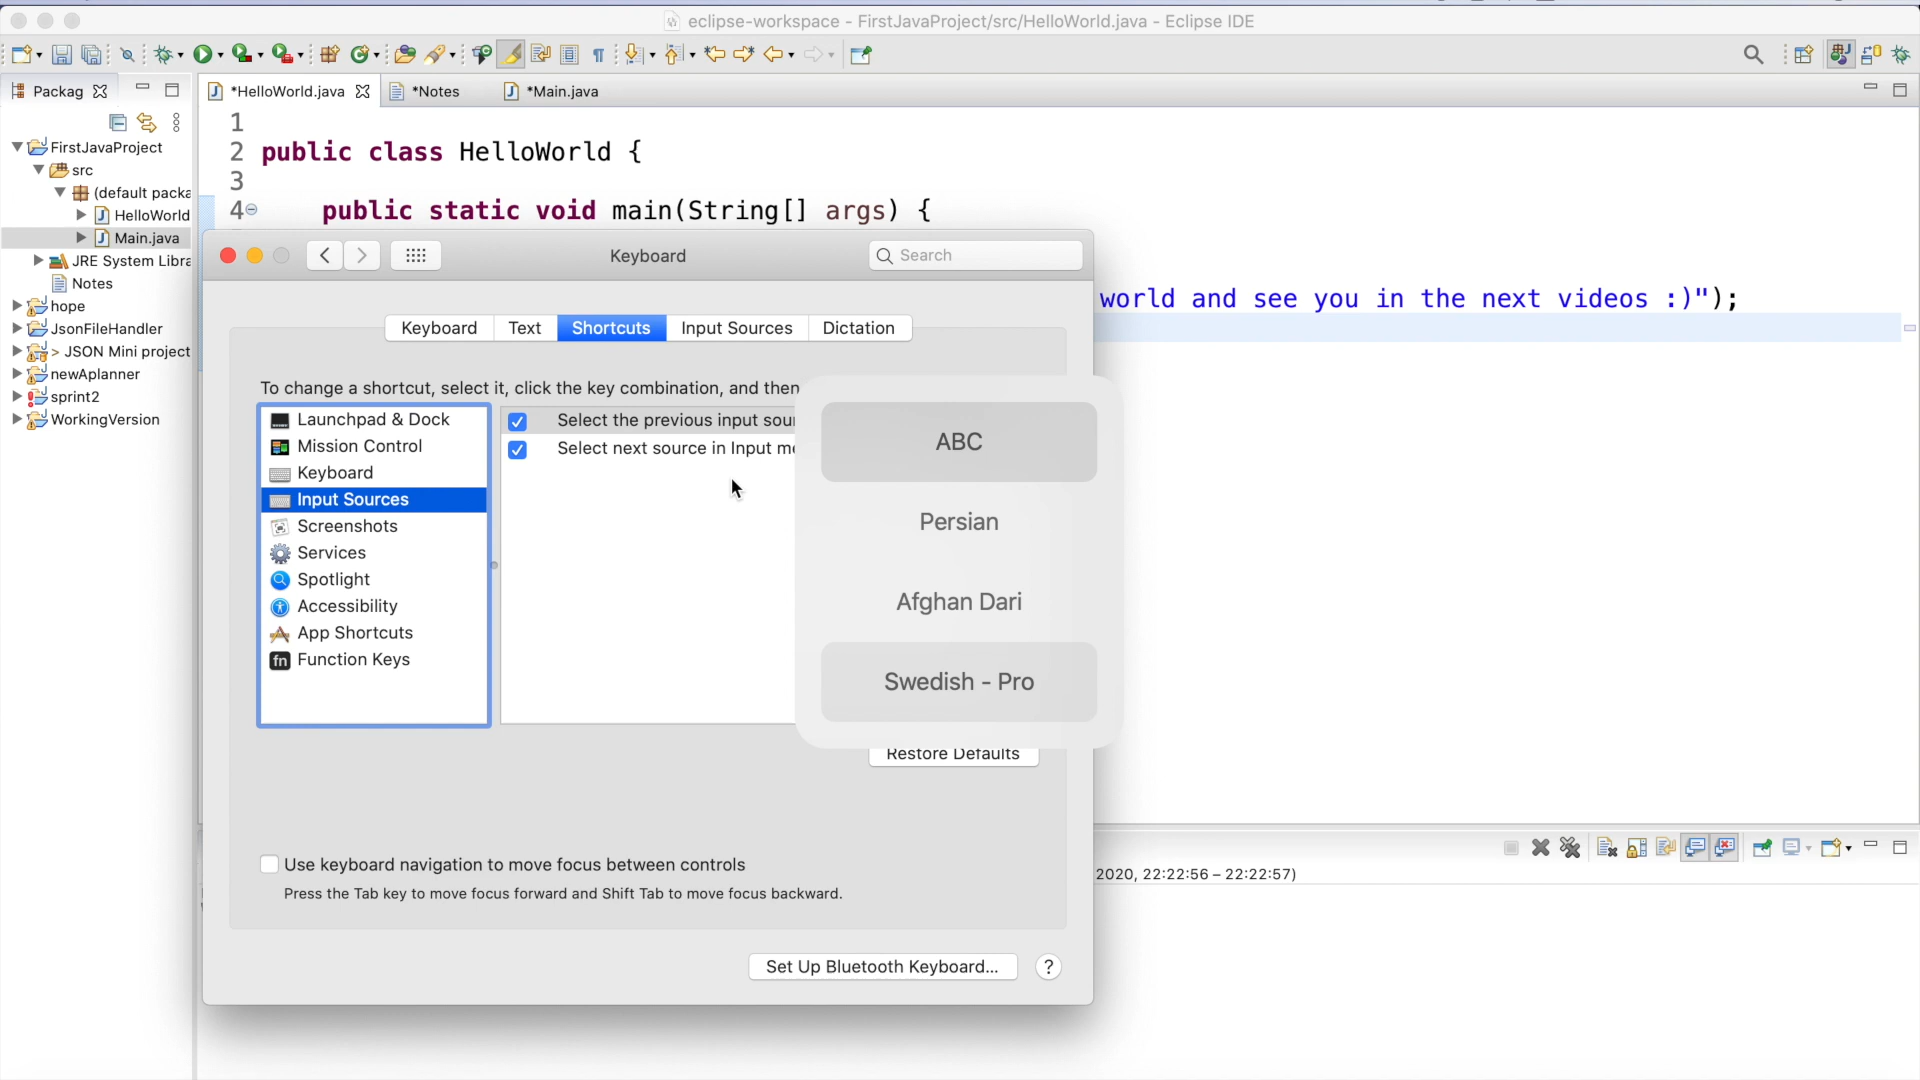 eclipse-workspace - FirstJavaProject/src/HelloWorld.java - Eclipse IDE
Packag
*HelloWorld.java
*Notes
*Main.java
FirstJavaProject
src
(default packa
HelloWorld
Main.java
JRE System Libra
Notes
hope
JsonFileHandler
> JSON Mini project
newAplanner
sprint2
WorkingVersion
1
2 public class HelloWorld {
3
4 public static void main(String[] args) {
world and see you in the next videos :)");
Keyboard
Search
Keyboard
Text
Shortcuts
Input Sources
Dictation
To change a shortcut, select it, click the key combination, and then
Launchpad & Dock
Mission Control
Keyboard
Input Sources
Screenshots
Services
Spotlight
Accessibility
App Shortcuts
fn Function Keys
Select the previous input sou
Select next source in Input me
ABC
Persian
Afghan Dari
Swedish - Pro
Restore Defaults
Use keyboard navigation to move focus between controls
Press the Tab key to move focus forward and Shift Tab to move focus backward.
Set Up Bluetooth Keyboard...
?
2020, 22:22:56 – 22:22:57)